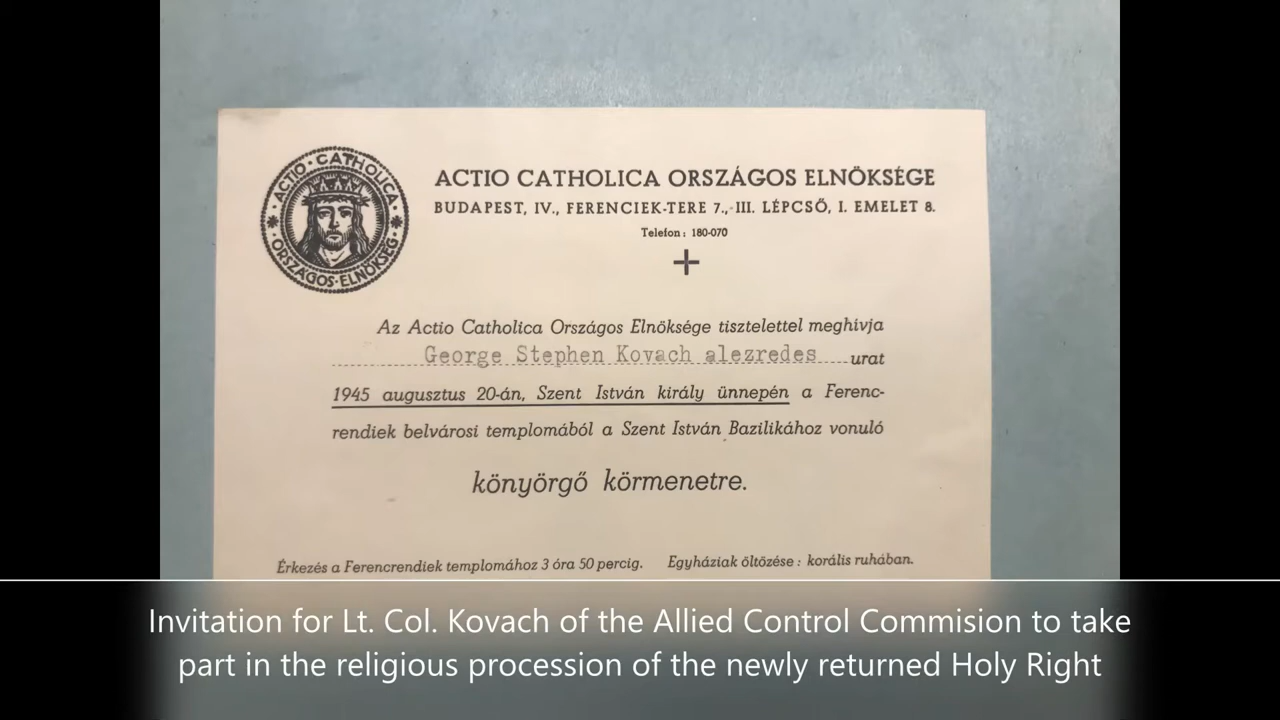 ACTIO · CATHOLICA
ORSZÁGOS · ELNÖKSÉG
ACTIO CATHOLICA ORSZÁGOS ELNÖKSÉGE
BUDAPEST, IV., FERENCIEK-TERE 7., III. LÉPCSŐ, I. EMELET 8.
Telefon: 180-070
Az Actio Catholica Országos Elnöksége tisztelettel meghívja
George Stephen Kovach alezredes urat
1945 augusztus 20-án, Szent István király ünnepén a Ferenc-
rendiek belvárosi templomából a Szent István Bazilikához vonuló
könyörgő körmenetre.
Érkezés a Ferencrendiek templomához 3 óra 50 percig. Egyháziak öltözése: korális ruhában.
Invitation for Lt. Col. Kovach of the Allied Control Commision to take
part in the religious procession of the newly returned Holy Right